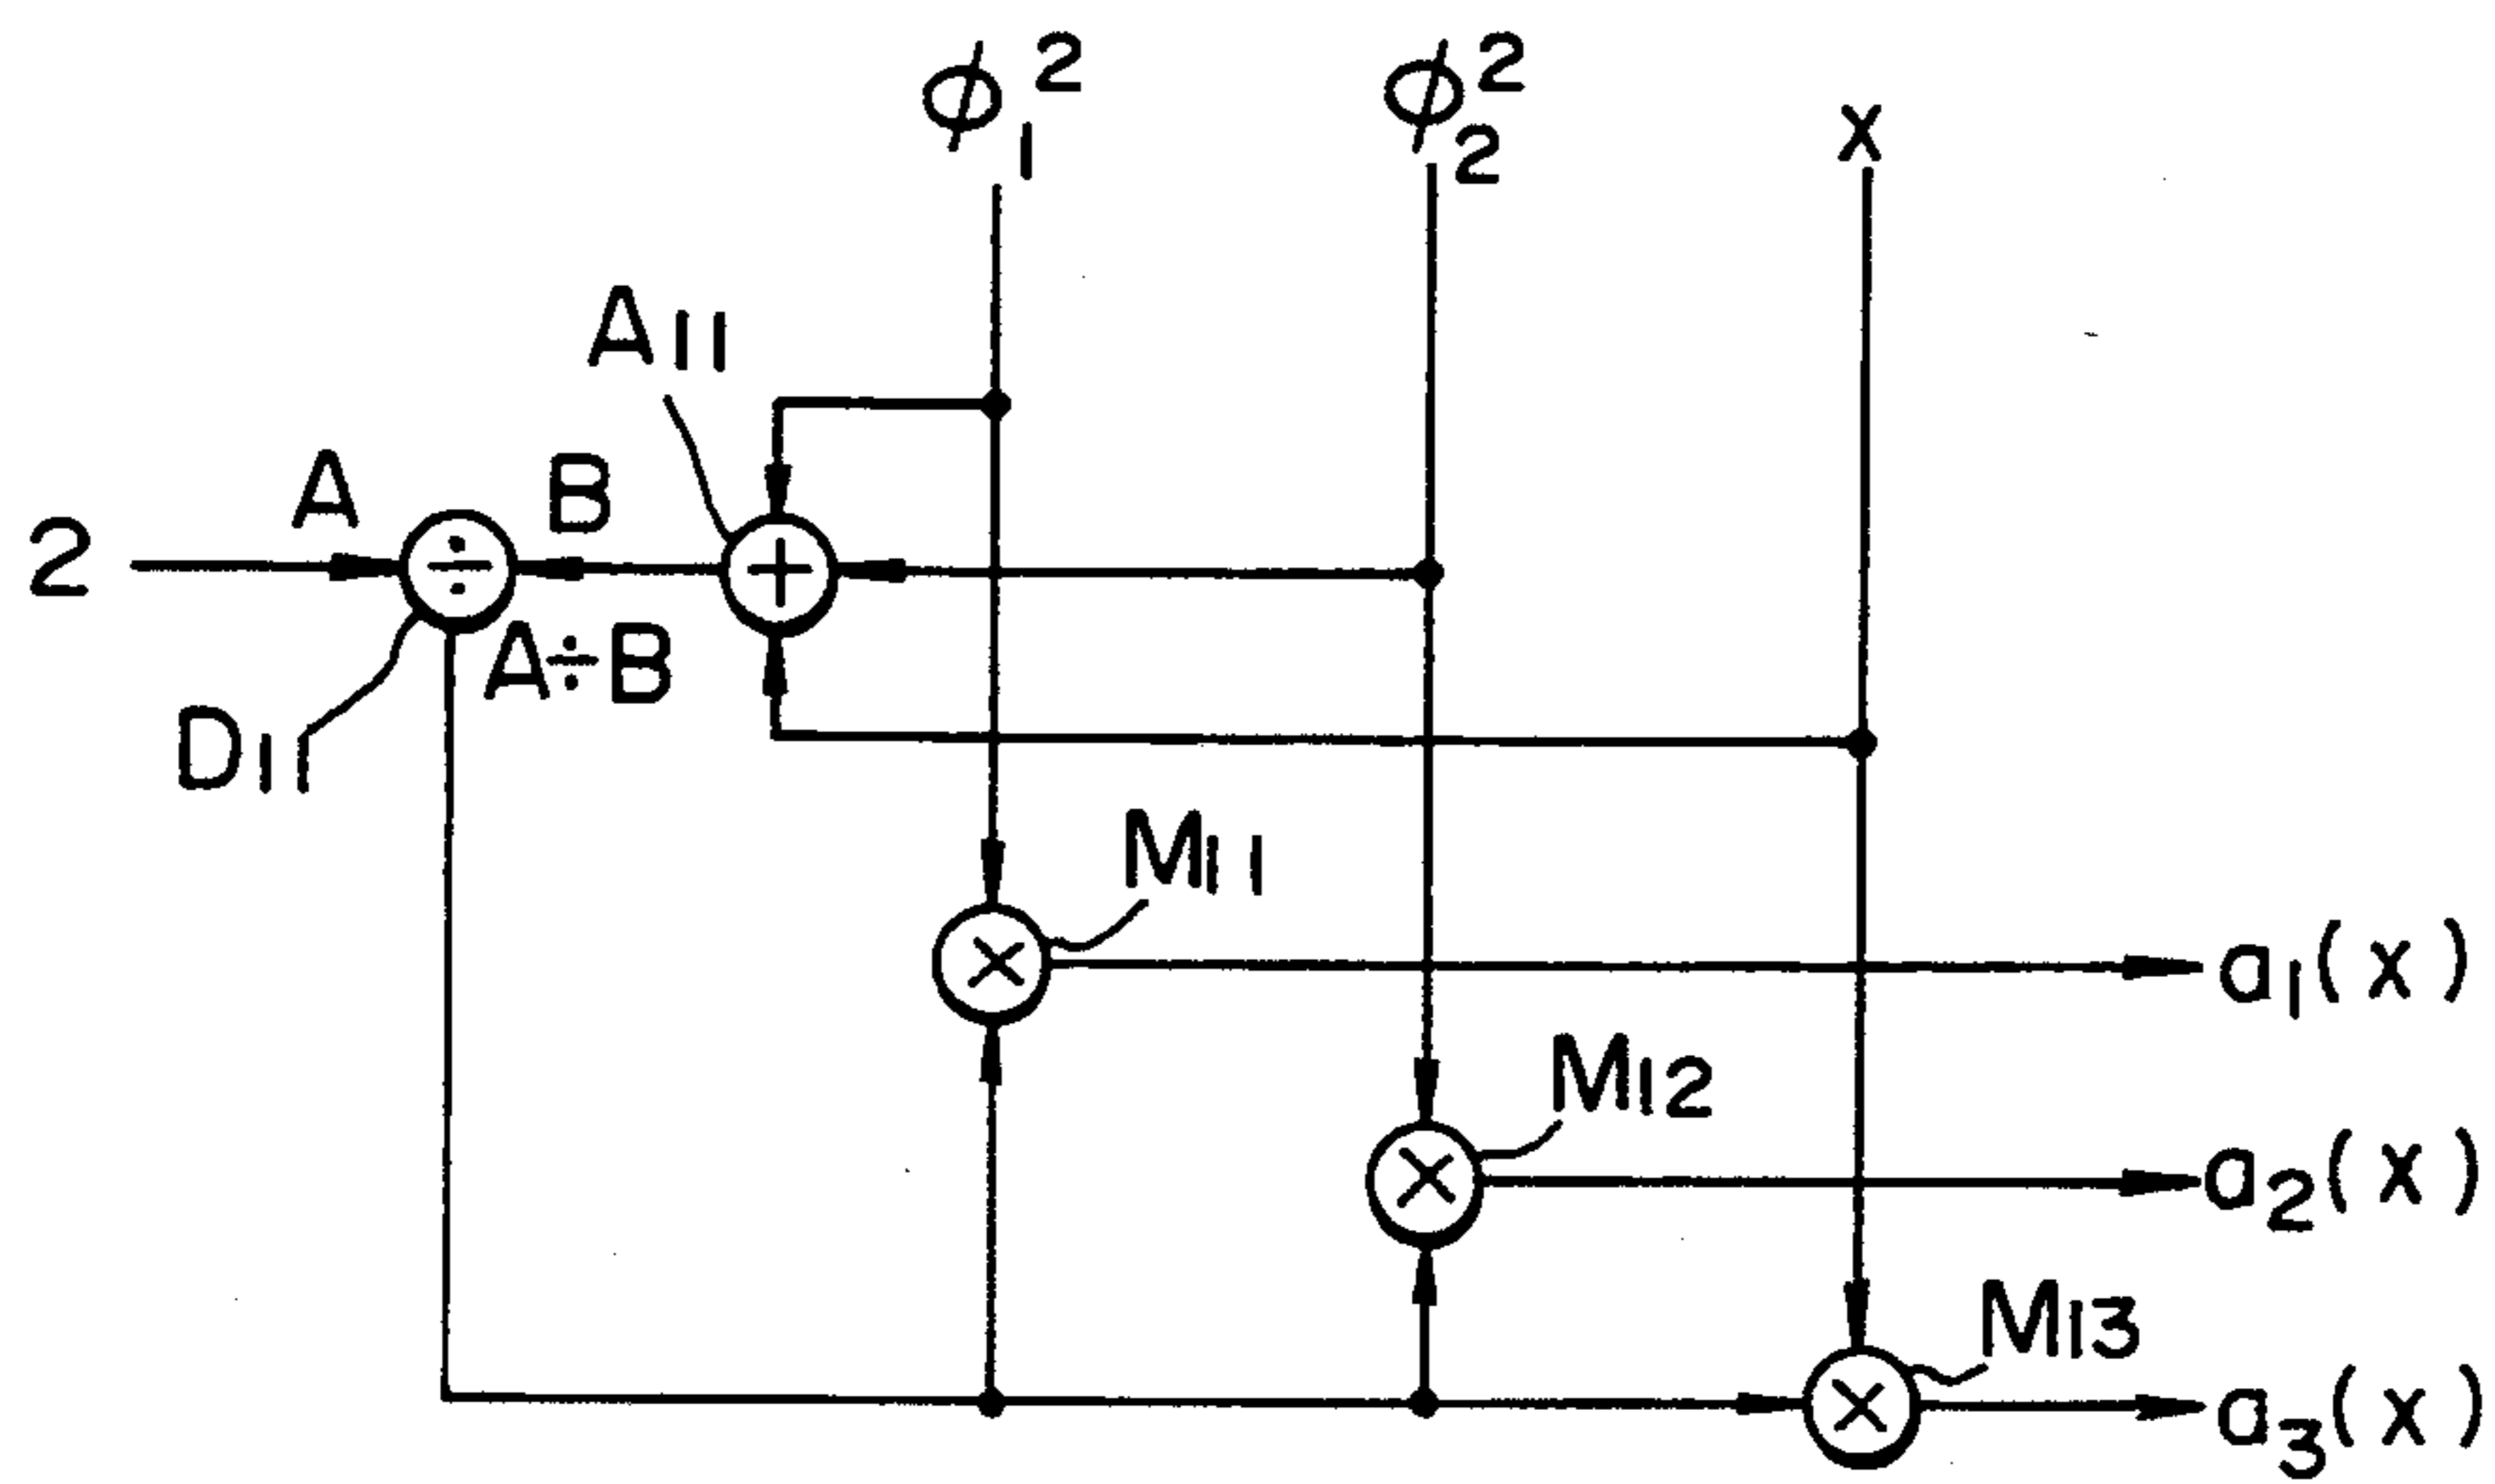 ϕ₁²
ϕ₂²
x
A11
2
A
B
÷
+
A÷B
D11
M11
×
a₁(x)
M12
×
a₂(x)
M13
×
a₃(x)